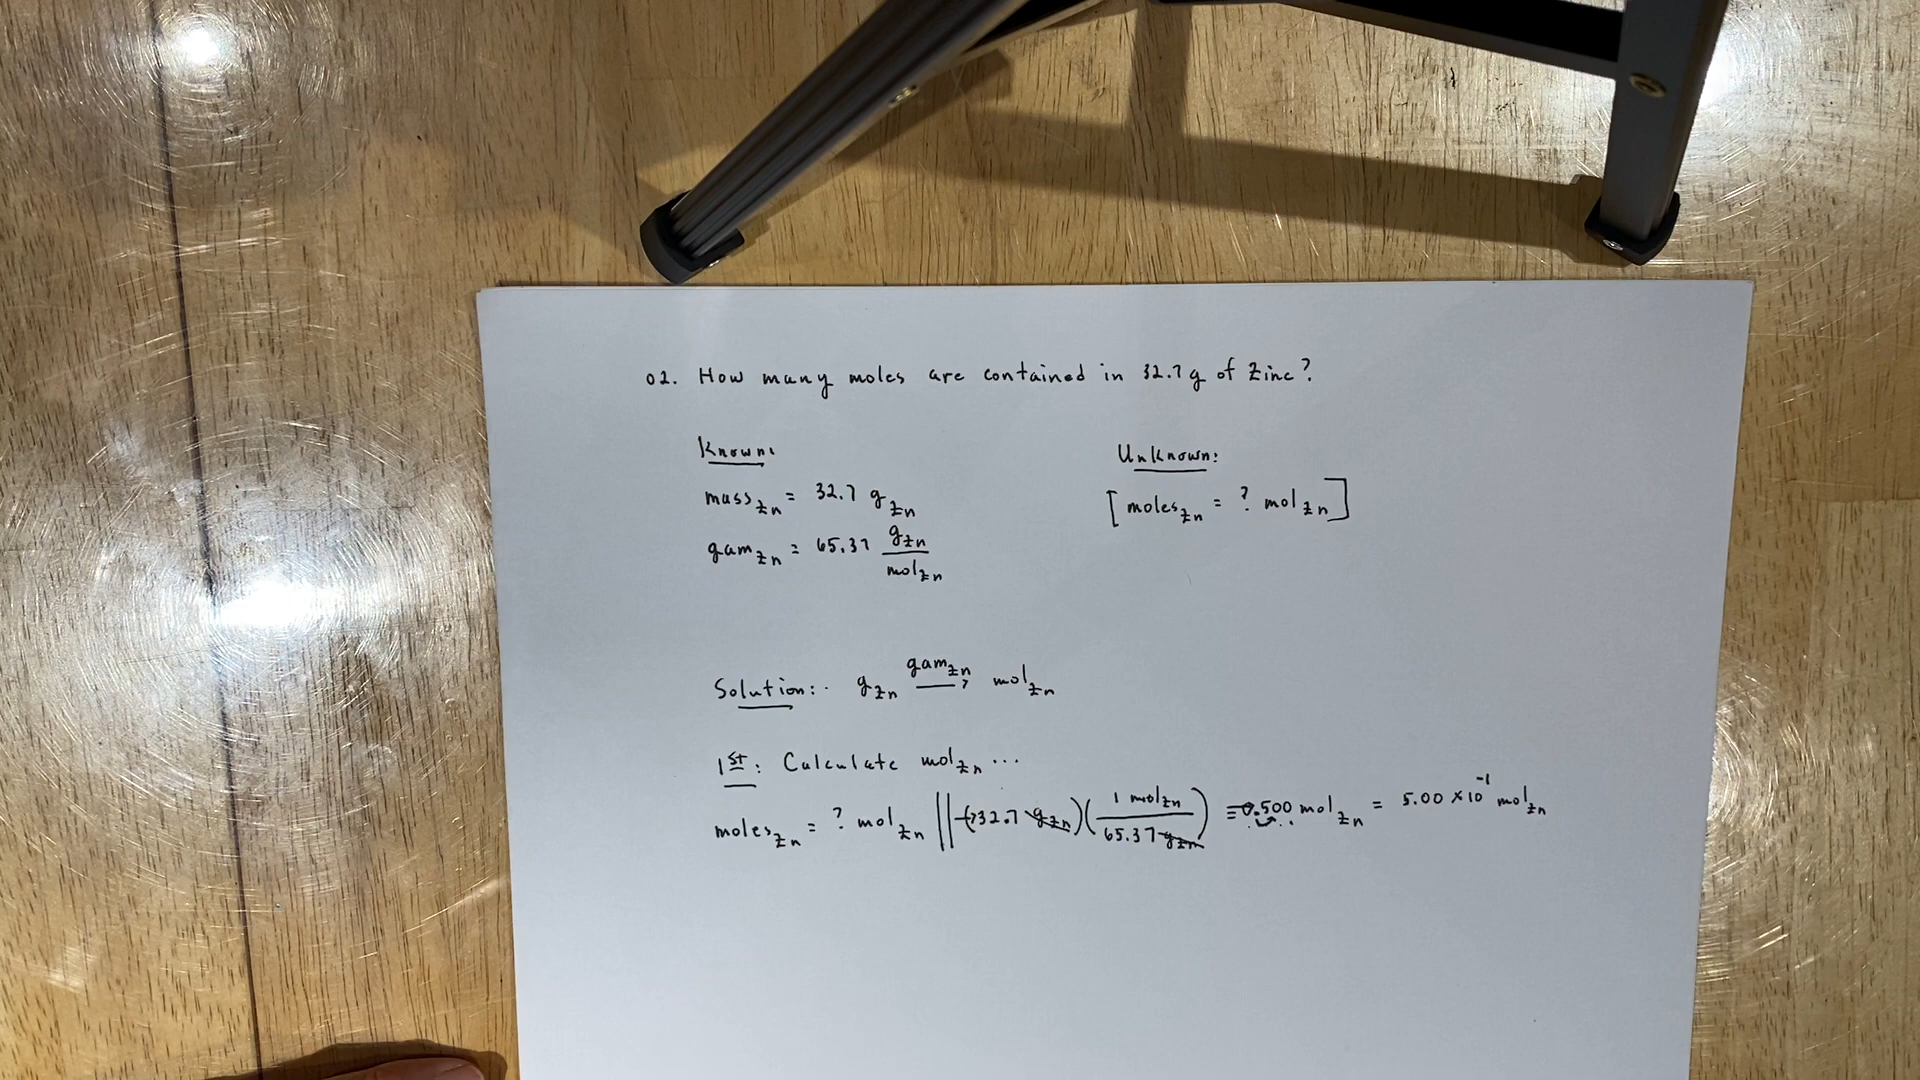 02. How many moles are contained in 32.7 g of Zinc?
Known:
Unknown:
mass Zn = 32.7 g Zn
[moles Zn = ? mol Zn]
gam Zn = 65.37 g Zn / mol Zn
Solution: g Zn gam Zn → mol Zn
1st: Calculate mol Zn ...
moles Zn = ? mol Zn || (32.7 g Zn)(1 mol Zn / 65.37 g Zn) = 0.500 mol Zn = 5.00 × 10⁻¹ mol Zn